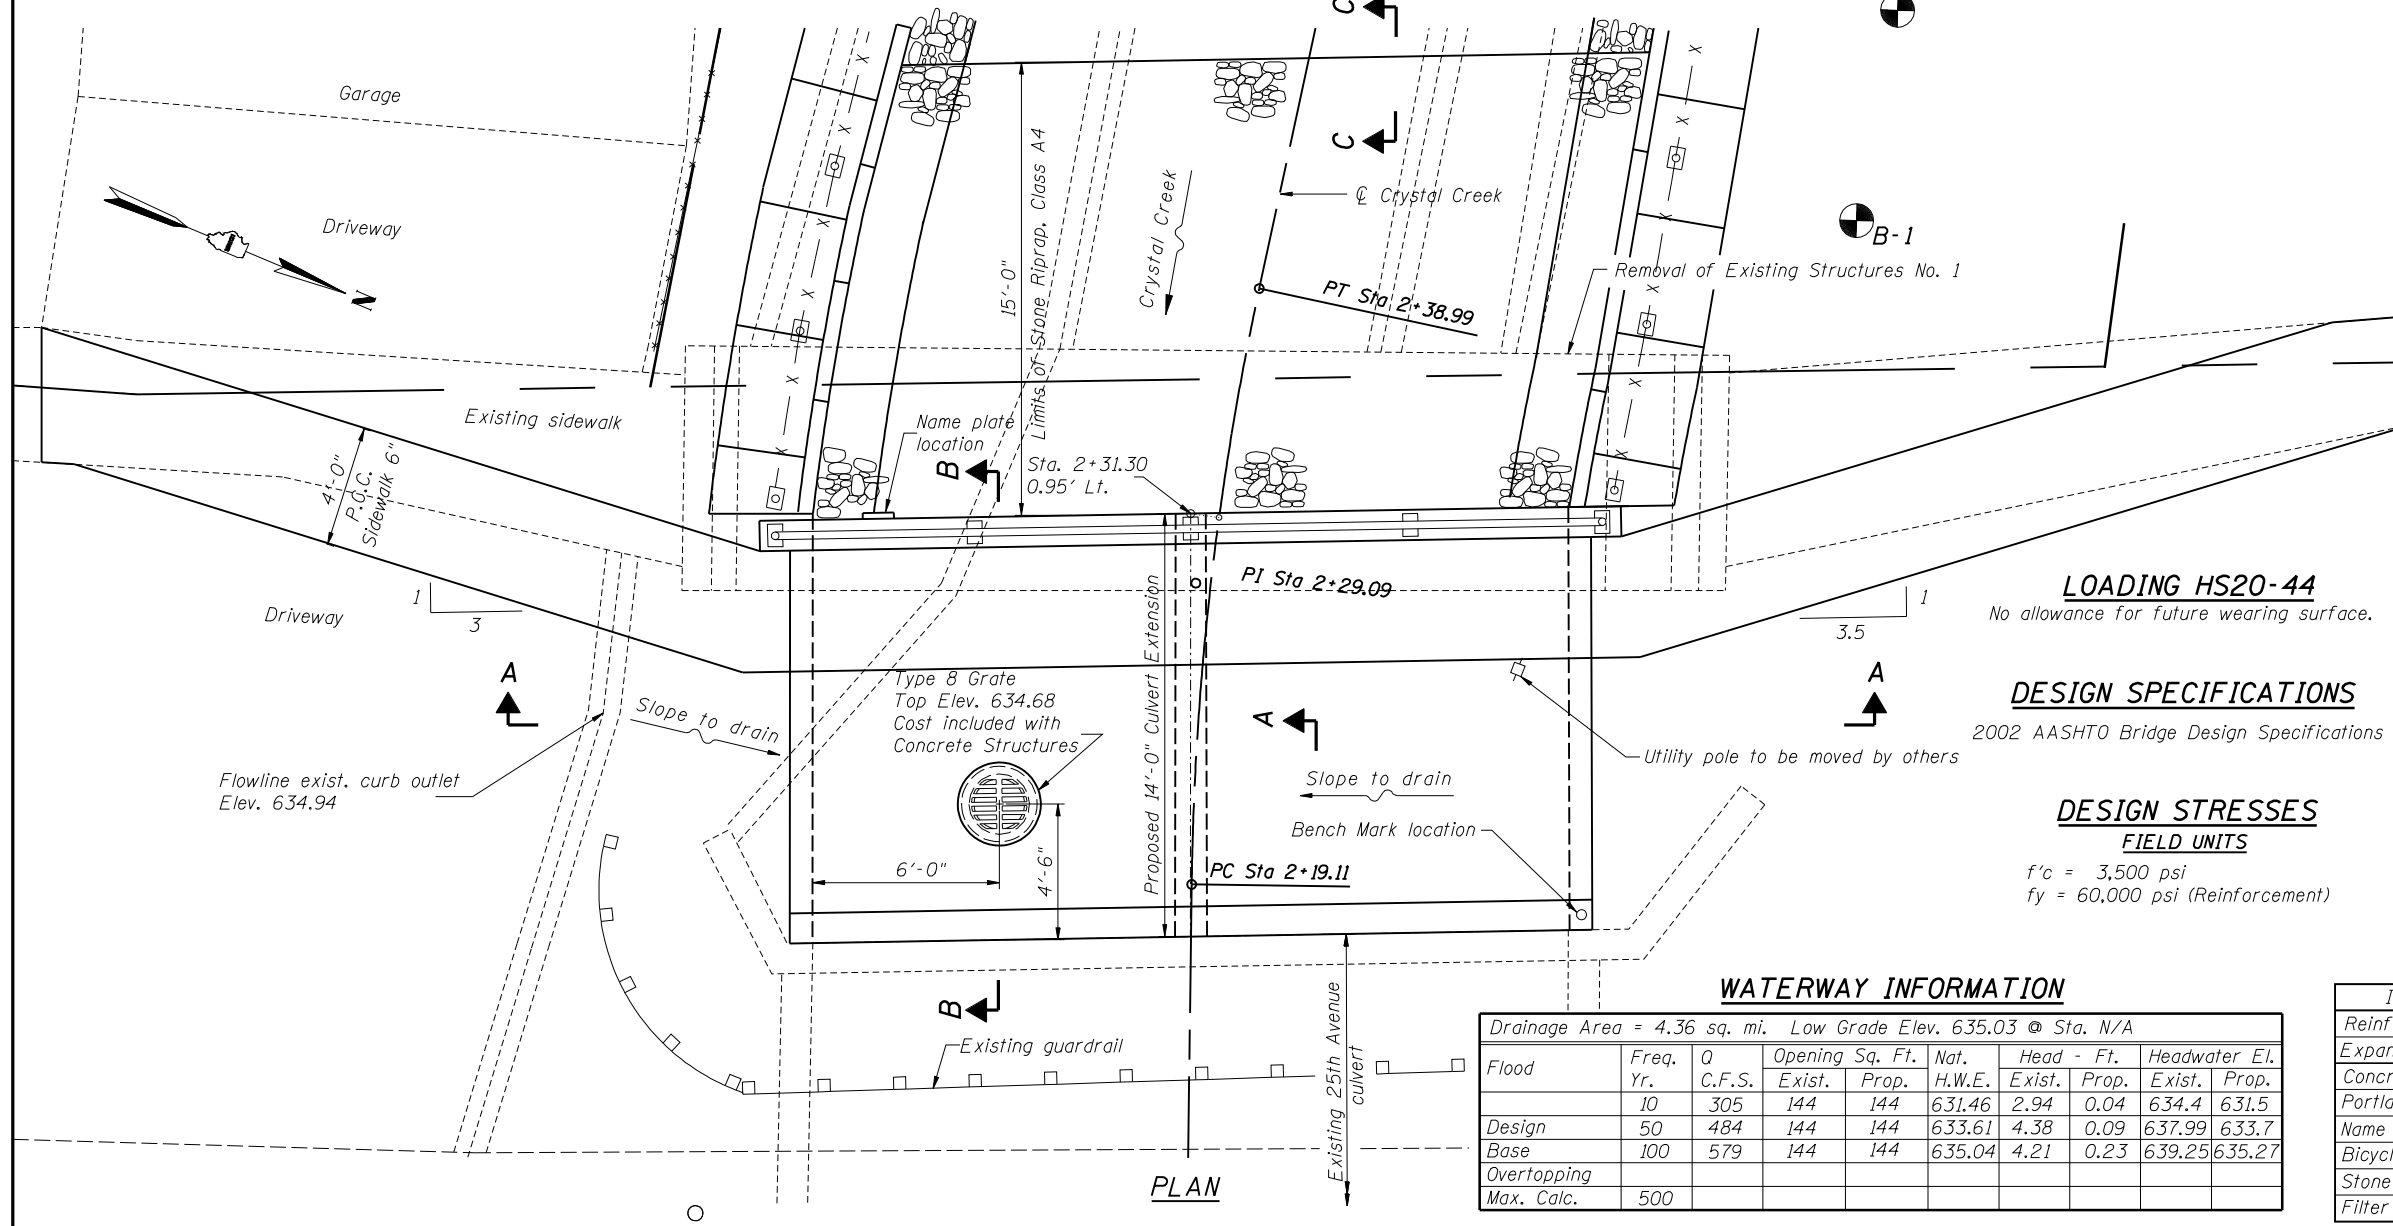 C
Garage
C
Driveway
N
15'-0"
Limits of Stone Riprap, Class A4
Crystal Creek
℄ Crystal Creek
B-1
Removal of Existing Structures No. 1
PT Sta 2+38.99
Existing sidewalk
Name plate
location
B
Sta. 2+31.30
0.95' Lt.
4'-0"
P.C.C.
Sidewalk 6"
PI Sta 2+29.09
Driveway
1
3
1
3.5
LOADING HS20-44
No allowance for future wearing surface.
A
Slope to drain
Type 8 Grate
Top Elev. 634.68
Cost included with
Concrete Structures
Proposed 14'-0" Culvert Extension
A
A
Utility pole to be moved by others
DESIGN SPECIFICATIONS
2002 AASHTO Bridge Design Specifications
Flowline exist. curb outlet
Elev. 634.94
Slope to drain
Bench Mark location
DESIGN STRESSES
FIELD UNITS
f'c = 3,500 psi
fy = 60,000 psi (Reinforcement)
6'-0"
4'-6"
PC Sta 2+19.11
B
Existing guardrail
Existing 25th Avenue
culvert
PLAN
WATERWAY INFORMATION
Drainage Area = 4.36 sq. mi. Low Grade Elev. 635.03 @ Sta. N/A
Flood Freq. Yr. Q C.F.S. Opening Sq. Ft. Nat. H.W.E. Head - Ft. Headwater El.
Exist. Prop. Exist. Prop. Exist. Prop.
10 305 144 144 631.46 2.94 0.04 634.4 631.5
Design 50 484 144 144 633.61 4.38 0.09 637.99 633.7
Base 100 579 144 144 635.04 4.21 0.23 639.25 635.27
Overtopping
Max. Calc. 500
Reinf
Expan
Concr
Portla
Name
Bicycl
Stone
Filter